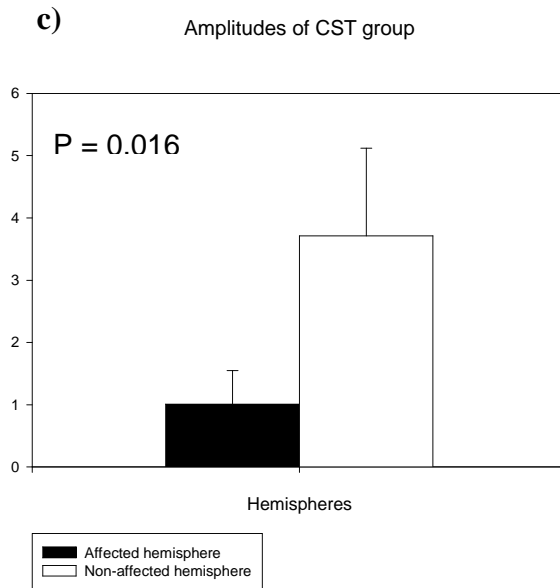 c)
Amplitudes of CST group
6
P = 0.016
5
4
3
2
1
0
Hemispheres
Affected hemisphere
Non-affected hemisphere